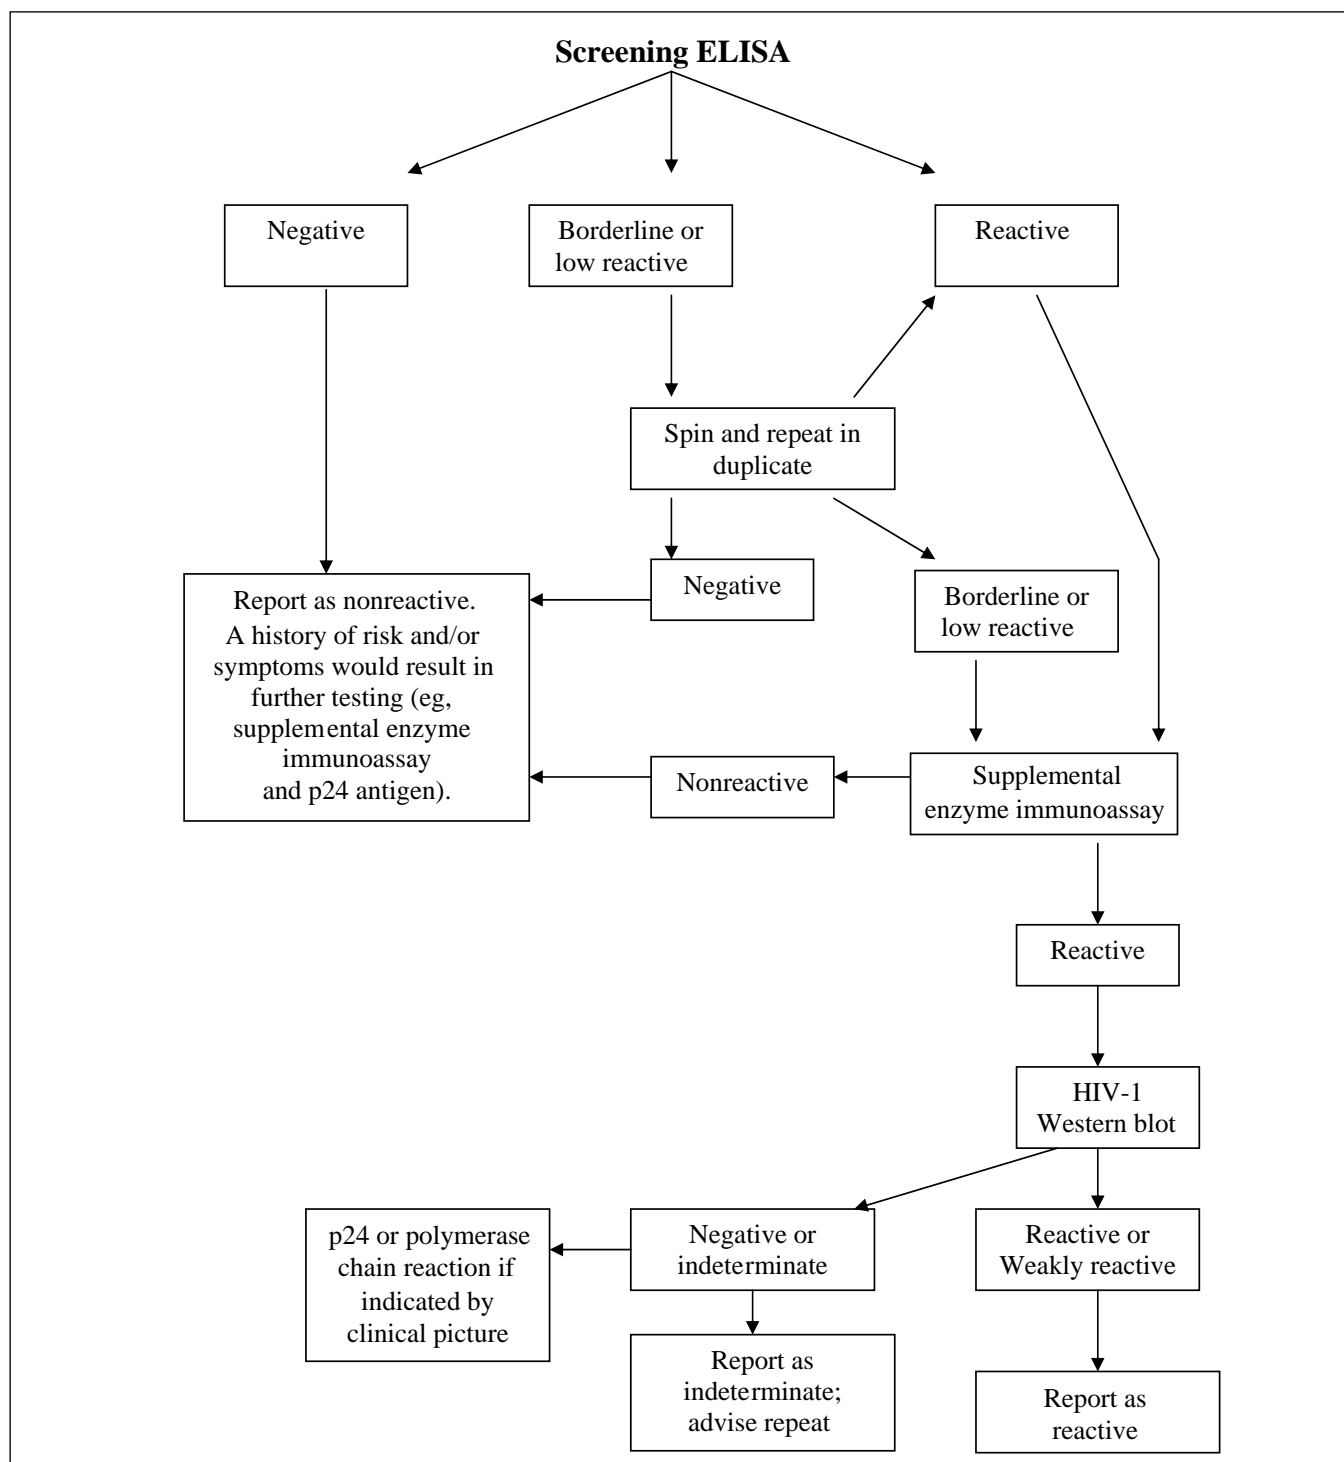 Screening ELISA
Negative
Borderline or
low reactive
Reactive
Spin and repeat in
duplicate
Negative
Borderline or
low reactive
Report as nonreactive.
A history of risk and/or
symptoms would result in
further testing (eg,
supplemental enzyme
immunoassay
and p24 antigen).
Nonreactive
Supplemental
enzyme immunoassay
Reactive
HIV-1
Western blot
p24 or polymerase
chain reaction if
indicated by
clinical picture
Negative or
indeterminate
Reactive or
Weakly reactive
Report as
indeterminate;
advise repeat
Report as
reactive